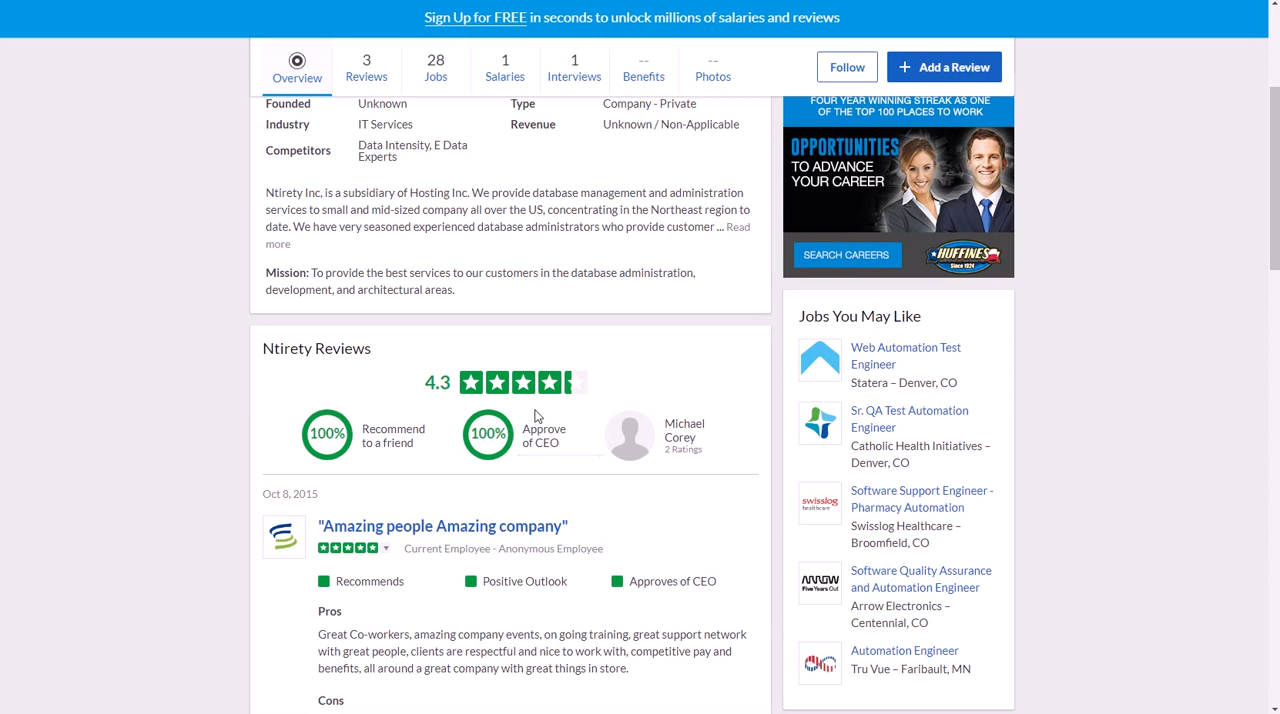 Sign Up for FREE in seconds to unlock millions of salaries and reviews
Overview
3
Reviews
28
Jobs
1
Salaries
1
Interviews
--
Benefits
--
Photos
Follow
+ Add a Review
Founded Unknown Type Company - Private
Industry IT Services Revenue Unknown / Non-Applicable
Competitors Data Intensity, E Data
Experts
Ntirety Inc, is a subsidiary of Hosting Inc. We provide database management and administration
services to small and mid-sized company all over the US, concentrating in the Northeast region to
date. We have very seasoned experienced database administrators who provide customer ... Read
more
Mission: To provide the best services to our customers in the database administration,
development, and architectural areas.
Ntirety Reviews
4.3
100% Recommend
to a friend
100% Approve
of CEO
Michael
Corey
2 Ratings
Oct 8, 2015
"Amazing people Amazing company"
Current Employee - Anonymous Employee
Recommends Positive Outlook Approves of CEO
Pros
Great Co-workers, amazing company events, on going training, great support network
with great people, clients are respectful and nice to work with, competitive pay and
benefits, all around a great company with great things in store.
Cons
FOUR YEAR WINNING STREAK AS ONE
OF THE TOP 100 PLACES TO WORK
OPPORTUNITIES
TO ADVANCE
YOUR CAREER
SEARCH CAREERS
HUFFINES
Since 1924
Jobs You May Like
Web Automation Test
Engineer
Statera – Denver, CO
Sr. QA Test Automation
Engineer
Catholic Health Initiatives –
Denver, CO
swisslog
healthcare
Software Support Engineer -
Pharmacy Automation
Swisslog Healthcare –
Broomfield, CO
ARROW
Five Years Out
Software Quality Assurance
and Automation Engineer
Arrow Electronics –
Centennial, CO
Automation Engineer
Tru Vue – Faribault, MN